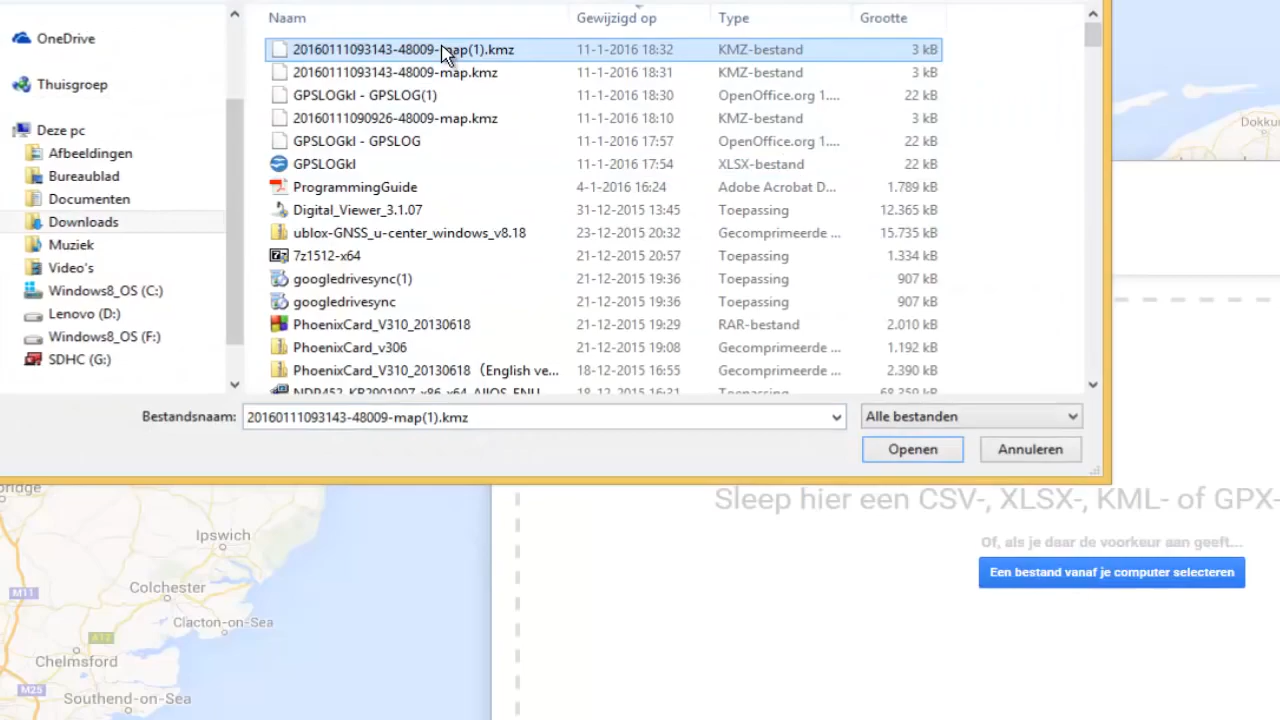 Naam Gewijzigd op Type Grootte
OneDrive
Thuisgroep
Deze pc
Afbeeldingen
Bureaublad
Documenten
Downloads
Muziek
Video's
Windows8_OS (C:)
Lenovo (D:)
Windows8_OS (F:)
SDHC (G:)
20160111093143-48009-map(1).kmz 11-1-2016 18:32 KMZ-bestand 3 kB
20160111093143-48009-map.kmz 11-1-2016 18:31 KMZ-bestand 3 kB
GPSLOGkl - GPSLOG(1) 11-1-2016 18:30 OpenOffice.org 1.... 22 kB
20160111090926-48009-map.kmz 11-1-2016 18:10 KMZ-bestand 3 kB
GPSLOGkl - GPSLOG 11-1-2016 17:57 OpenOffice.org 1.... 22 kB
GPSLOGkl 11-1-2016 17:54 XLSX-bestand 22 kB
ProgrammingGuide 4-1-2016 16:24 Adobe Acrobat D... 1.789 kB
Digital_Viewer_3.1.07 31-12-2015 13:45 Toepassing 12.365 kB
ublox-GNSS_u-center_windows_v8.18 23-12-2015 20:32 Gecomprimeerde ... 15.735 kB
7z1512-x64 21-12-2015 20:57 Toepassing 1.334 kB
googledrivesync(1) 21-12-2015 19:36 Toepassing 907 kB
googledrivesync 21-12-2015 19:36 Toepassing 907 kB
PhoenixCard_V310_20130618 21-12-2015 19:29 RAR-bestand 2.010 kB
PhoenixCard_v306 21-12-2015 19:08 Gecomprimeerde ... 1.192 kB
PhoenixCard_V310_20130618（English ve... 18-12-2015 16:55 Gecomprimeerde ... 2.390 kB
Bestandsnaam: 20160111093143-48009-map(1).kmz Alle bestanden
Openen Annuleren
Dokku
Sleep hier een CSV-, XLSX-, KML- of GPX-
Of, als je daar de voorkeur aan geeft...
Een bestand vanaf je computer selecteren
Ipswich
Colchester
M11
Clacton-on-Sea
A12
Chelmsford
M25
Southend-on-Sea